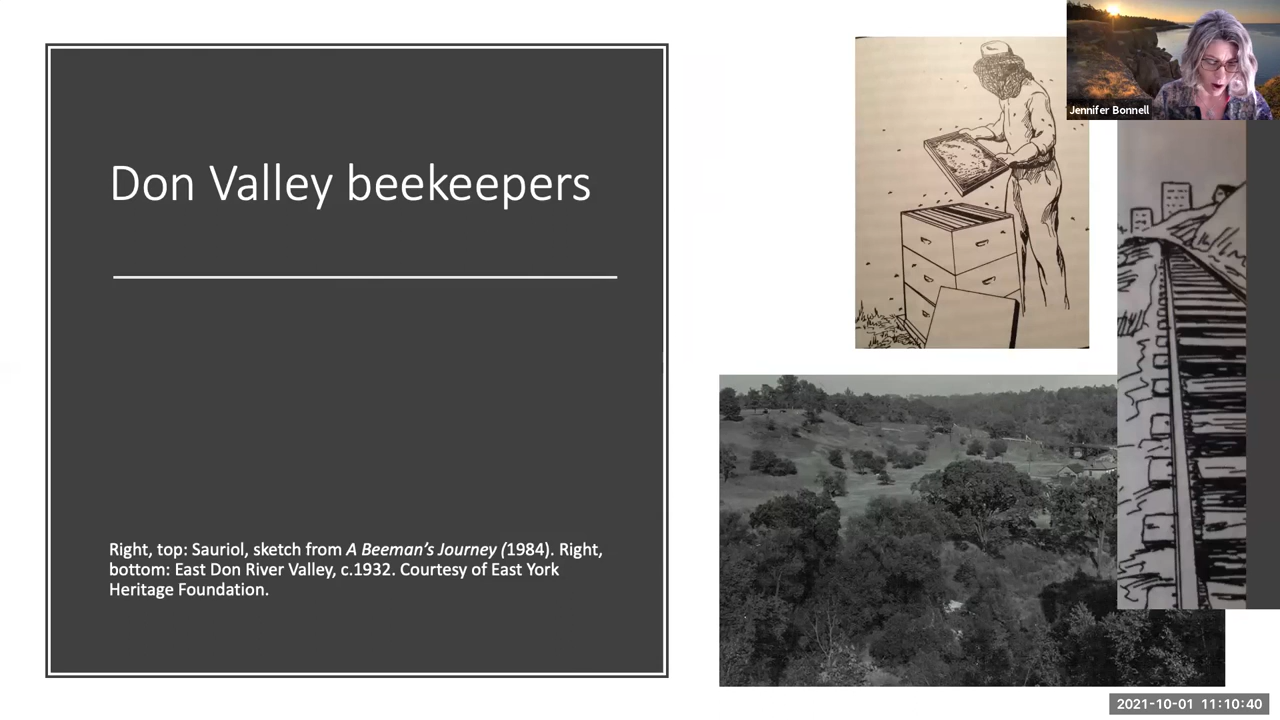 Jennifer Bonnell
Don Valley beekeepers
Right, top: Sauriol, sketch from A Beeman's Journey (1984). Right,
bottom: East Don River Valley, c.1932. Courtesy of East York
Heritage Foundation.
2021-10-01 11:10:40